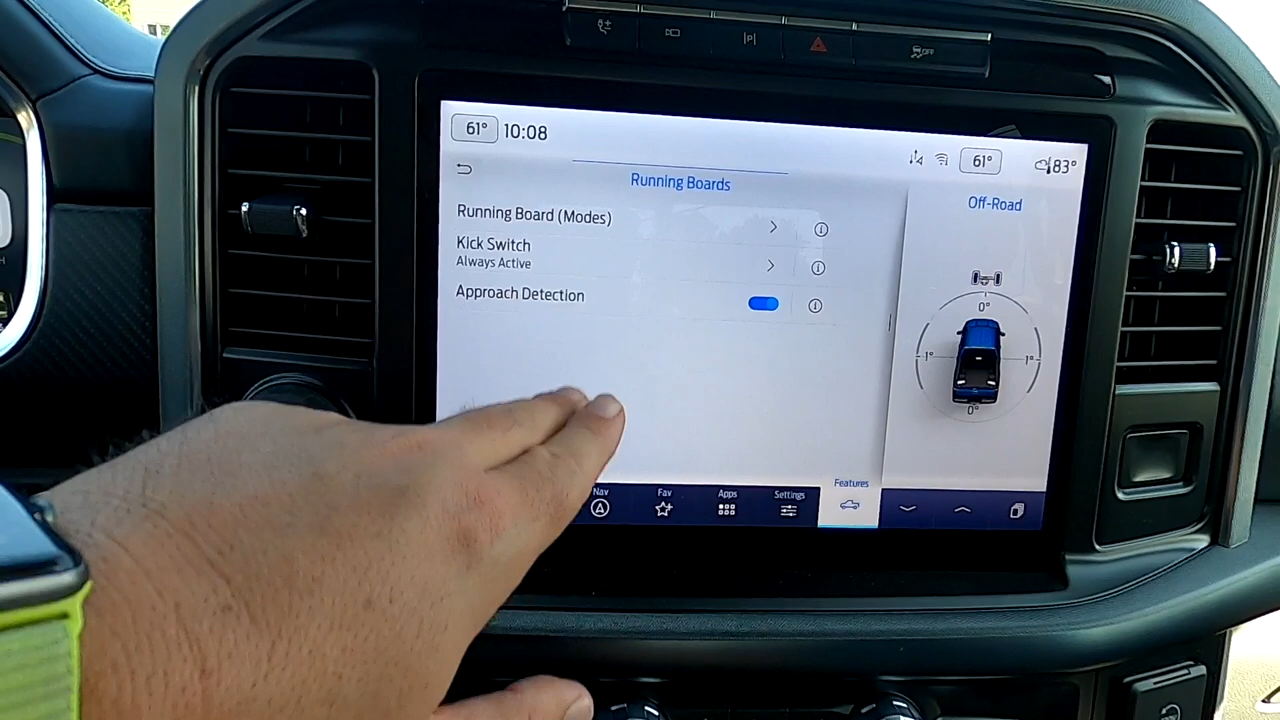 OFF
61° 10:08
61° 83°
Running Boards
Running Board (Modes)
Kick Switch
Always Active
Approach Detection
Off-Road
0°
1° 1°
0°
Nav Fav Apps Settings Features
H